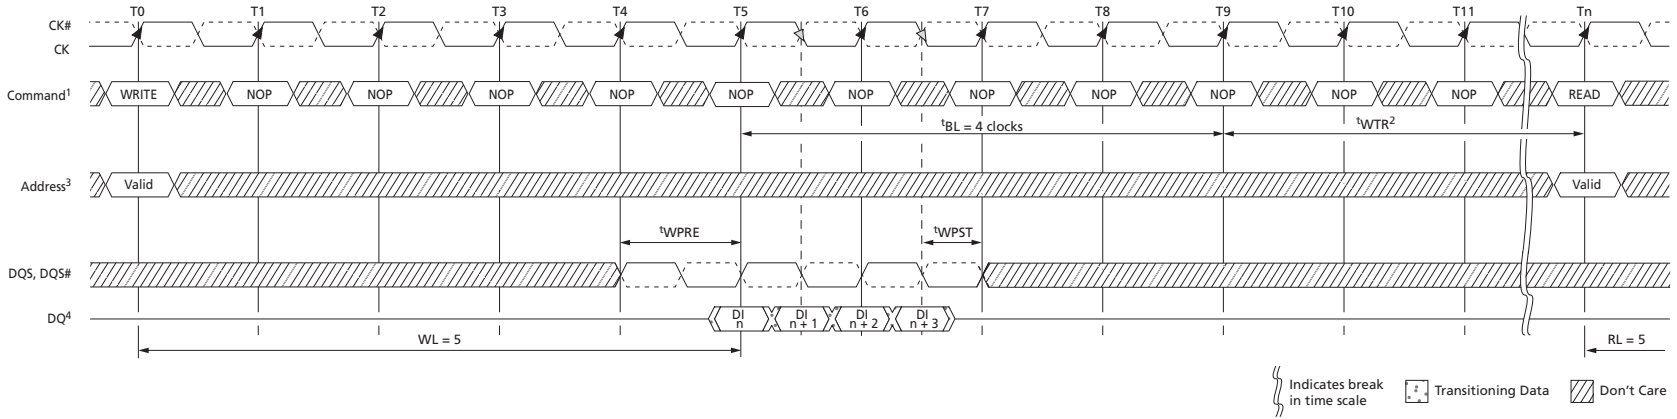 T0 T1 T2 T3 T4 T5 T6 T7 T8 T9 T10 T11 Tn
CK#
CK
Command1 WRITE NOP NOP NOP NOP NOP NOP NOP NOP NOP NOP NOP READ
tBL = 4 clocks tWTR2
Address3 Valid Valid
tWPRE tWPST
DQS, DQS#
DQ4 DI n DI n + 1 DI n + 2 DI n + 3
WL = 5 RL = 5
Indicates break
in time scale
Transitioning Data
Don't Care